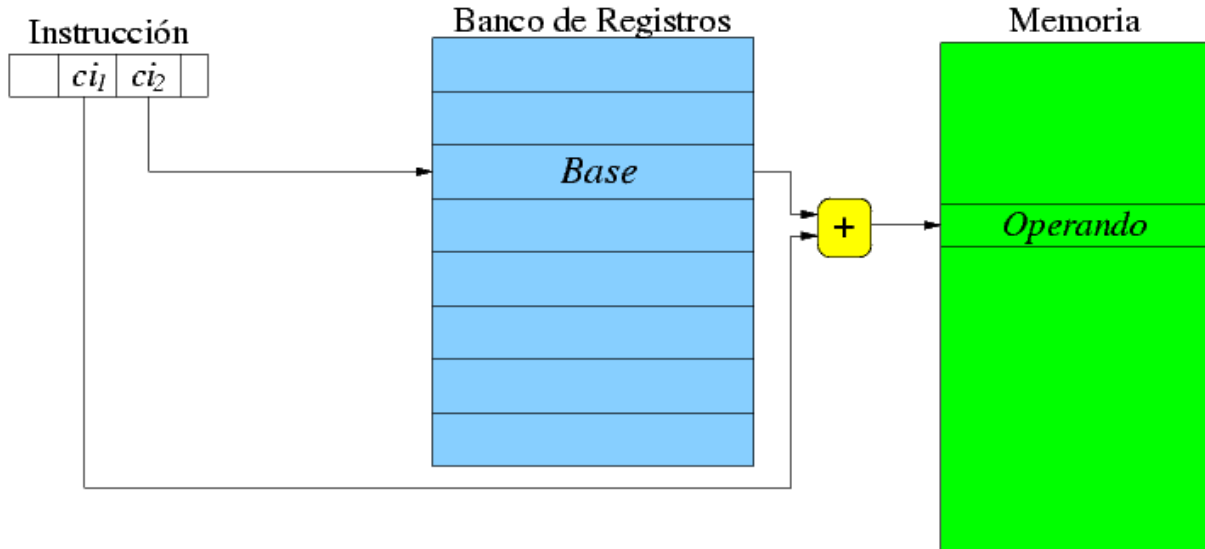 Instrucción
Banco de Registros
Memoria
ci1 ci2
Base
+
Operando